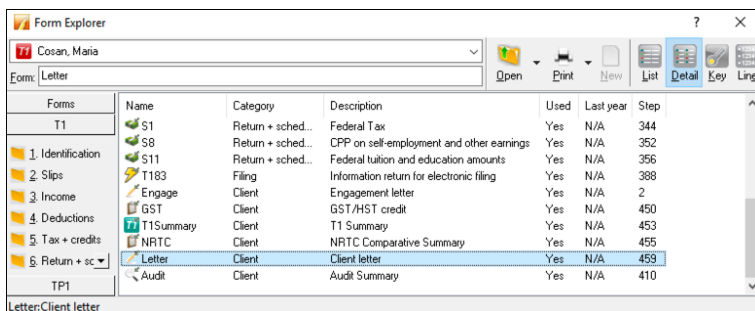 Form Explorer
? ×
T1 Cosan, Maria
Form: Letter
Open Print New List Detail Key
Forms
T1
1. Identification
2. Slips
3. Income
4. Deductions
5. Tax + credits
6. Return + sc
TP1
Name Category Description Used Last year Step
S1 Return + sched... Federal Tax Yes N/A 344
S8 Return + sched... CPP on self-employment and other earnings Yes N/A 352
S11 Return + sched... Federal tuition and education amounts Yes N/A 356
T183 Filing Information return for electronic filing Yes N/A 388
Engage Client Engagement letter Yes N/A 2
GST Client GST/HST credit Yes N/A 450
T1 T1Summary Client T1 Summary Yes N/A 453
NRTC Client NRTC Comparative Summary Yes N/A 455
Letter Client Client letter Yes N/A 459
Audit Client Audit Summary Yes N/A 410
Letter:Client letter